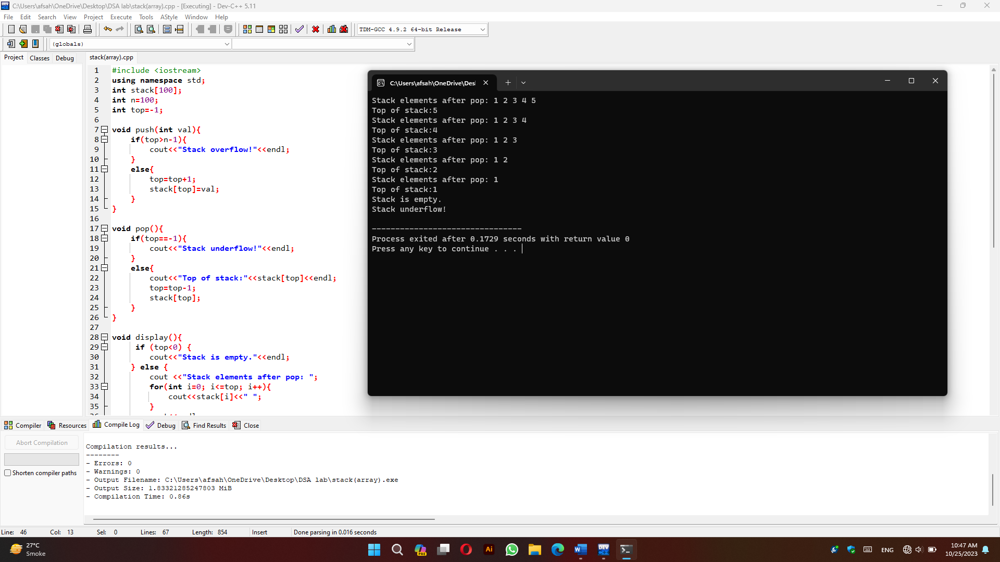 C:\Users\afsah\OneDrive\Desktop\DSA lab\stack(array).cpp - [Executing] - Dev-C++ 5.11
File Edit Search View Project Execute Tools AStyle Window Help
TDM-GCC 4.9.2 64-bit Release
(globals)
Project Classes Debug
stack(array).cpp
1 #include <iostream>
2 using namespace std;
3 int stack[100];
4 int n=100;
5 int top=-1;
6
7 void push(int val){
8 if(top>n-1){
9 cout<<"Stack overflow!"<<endl;
10 }
11 else{
12 top=top+1;
13 stack[top]=val;
14 }
15 }
16
17 void pop(){
18 if(top==-1){
19 cout<<"Stack underflow!"<<endl;
20 }
21 else{
22 cout<<"Top of stack:"<<stack[top]<<endl;
23 top=top-1;
24 stack[top];
25 }
26 }
27
28 void display(){
29 if (top<0) {
30 cout<<"Stack is empty."<<endl;
31 } else {
32 cout <<"Stack elements after pop: ";
33 for(int i=0; i<=top; i++){
34 cout<<stack[i]<<" ";
35 }
C:\Users\afsah\OneDrive\Des
Stack elements after pop: 1 2 3 4 5
Top of stack:5
Stack elements after pop: 1 2 3 4
Top of stack:4
Stack elements after pop: 1 2 3
Top of stack:3
Stack elements after pop: 1 2
Top of stack:2
Stack elements after pop: 1
Top of stack:1
Stack is empty.
Stack underflow!
--------------------------------
Process exited after 0.1729 seconds with return value 0
Press any key to continue . . .
Compiler Resources Compile Log Debug Find Results Close
Abort Compilation
Shorten compiler paths
Compilation results...
--------
- Errors: 0
- Warnings: 0
- Output Filename: C:\Users\afsah\OneDrive\Desktop\DSA lab\stack(array).exe
- Output Size: 1.83321285247803 MiB
- Compilation Time: 0.86s
Line: 46 Col: 13 Sel: 0 Lines: 67 Length: 854 Insert Done parsing in 0.016 seconds
27°C
Smoke
PRE
Ai
W
DEV
ENG
10:47 AM
10/25/2023